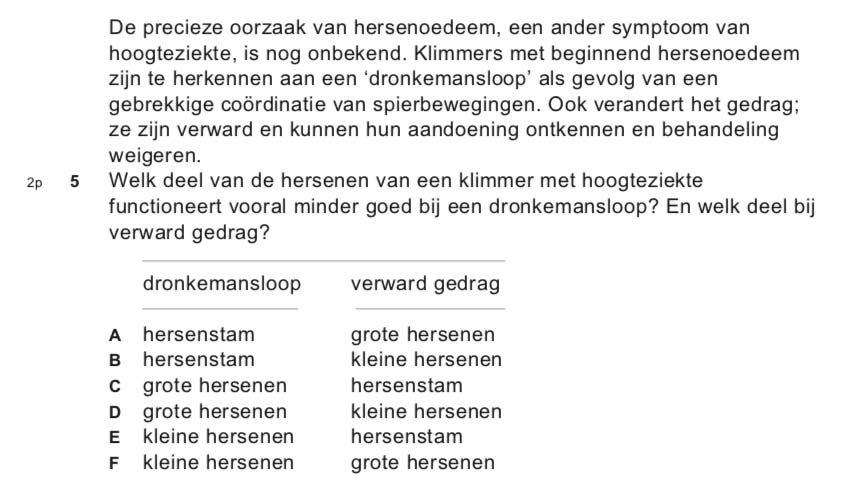 De precieze oorzaak van hersenoedeem, een ander symptoom van
hoogteziekte, is nog onbekend. Klimmers met beginnend hersenoedeem
zijn te herkennen aan een ‘dronkemansloop’ als gevolg van een
gebrekkige coördinatie van spierbewegingen. Ook verandert het gedrag;
ze zijn verward en kunnen hun aandoening ontkennen en behandeling
weigeren.
2p 5 Welk deel van de hersenen van een klimmer met hoogteziekte
functioneert vooral minder goed bij een dronkemansloop? En welk deel bij
verward gedrag?
dronkemansloop verward gedrag
A hersenstam grote hersenen
B hersenstam kleine hersenen
C grote hersenen hersenstam
D grote hersenen kleine hersenen
E kleine hersenen hersenstam
F kleine hersenen grote hersenen